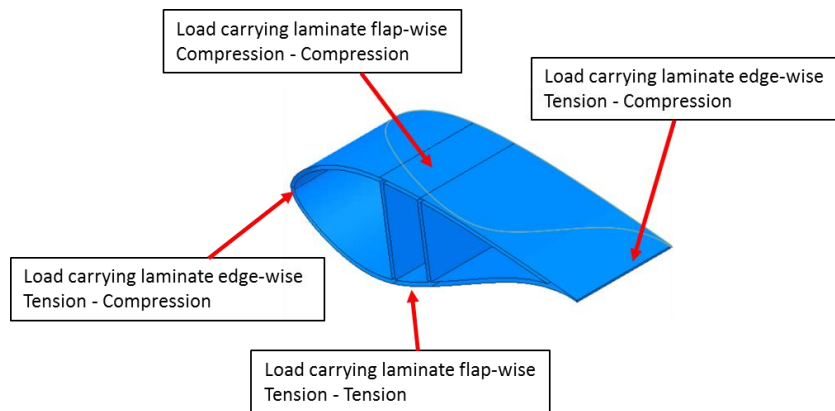 Load carrying laminate flap-wise
Compression - Compression
Load carrying laminate edge-wise
Tension - Compression
Load carrying laminate edge-wise
Tension - Compression
Load carrying laminate flap-wise
Tension - Tension